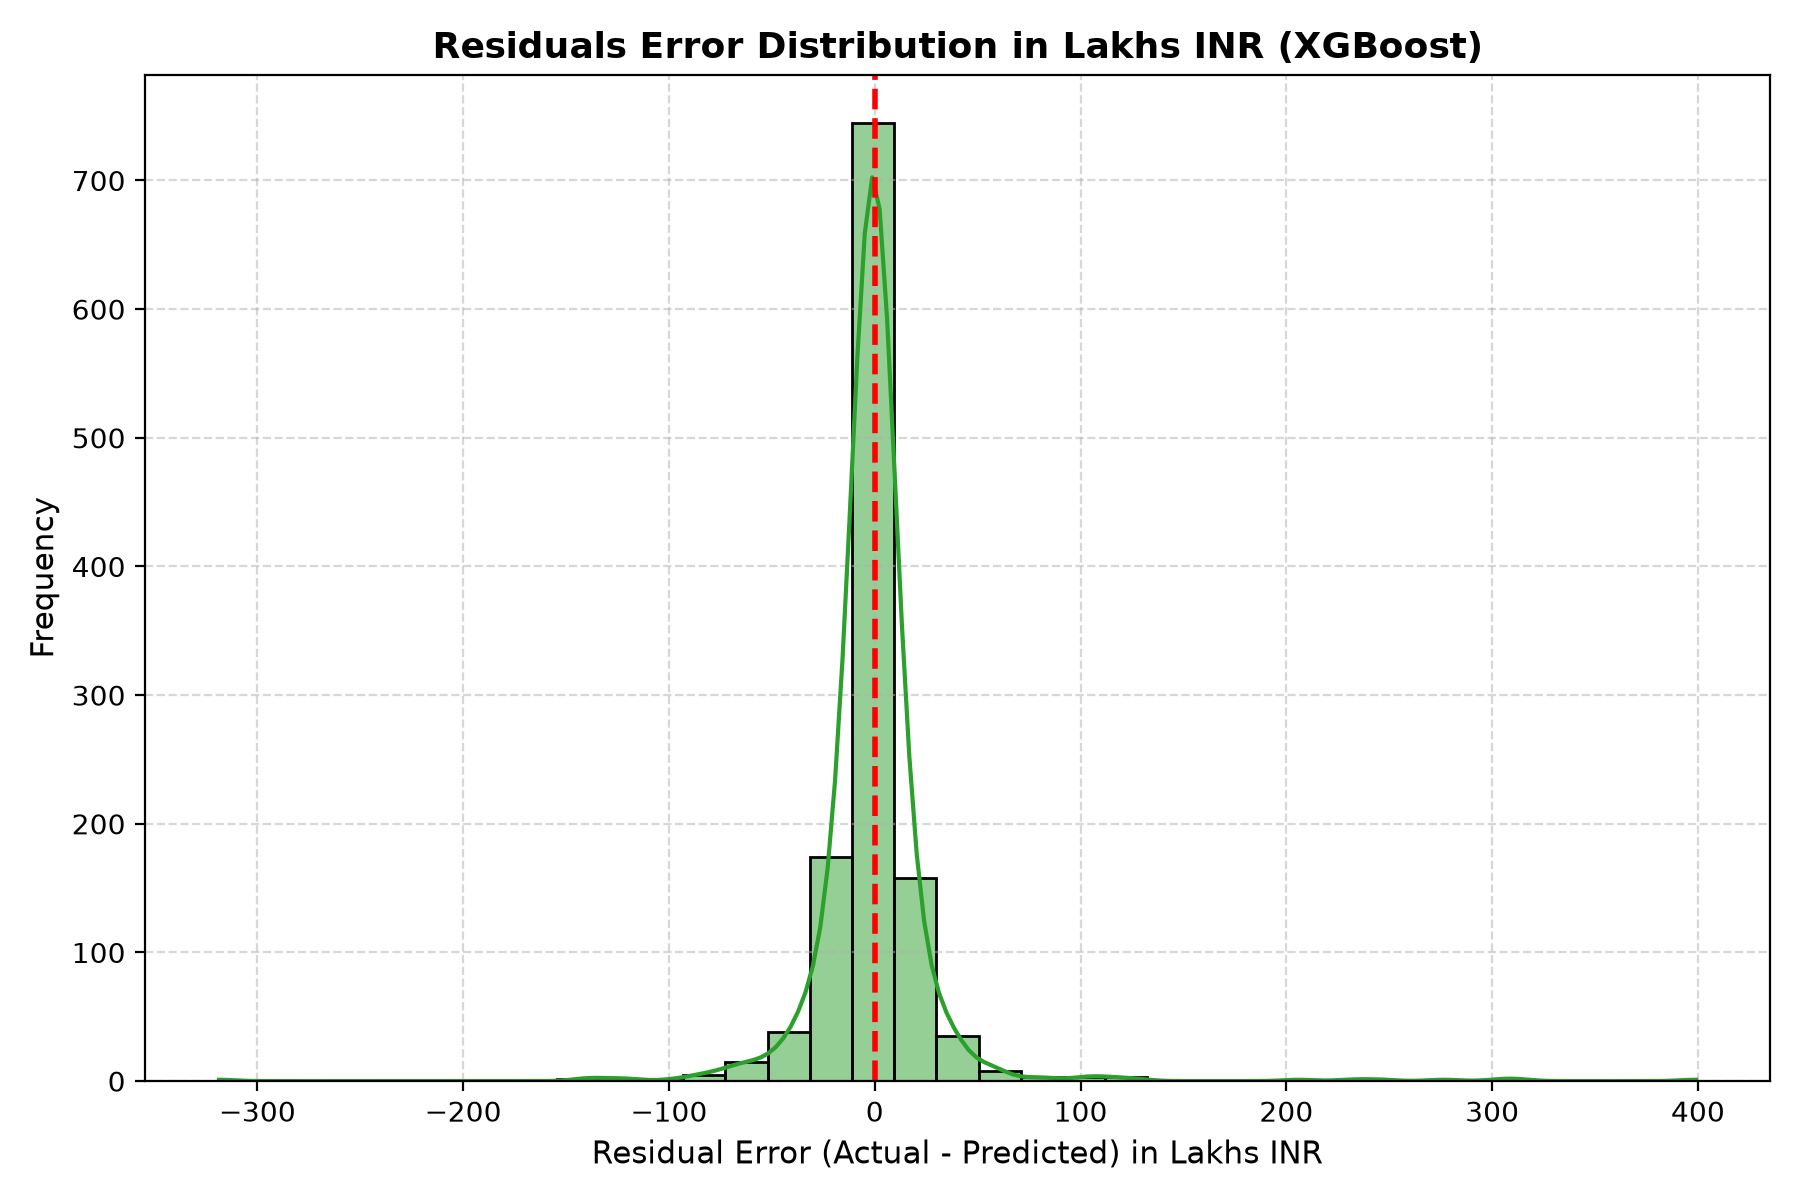 Residuals Error Distribution in Lakhs INR (XGBoost)
Frequency
700
600
500
400
300
200
100
0
−300 −200 −100 0 100 200 300 400
Residual Error (Actual - Predicted) in Lakhs INR